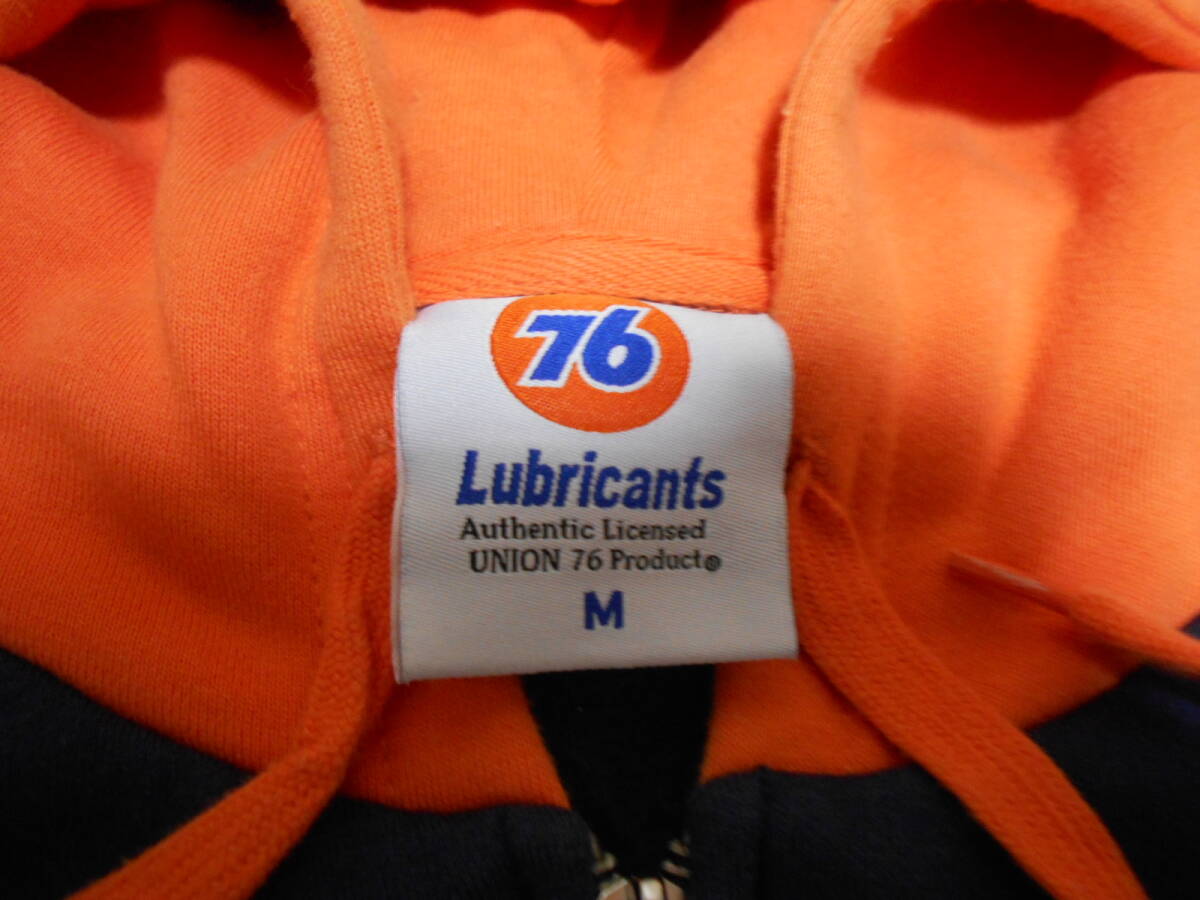 76
Lubricants
Authentic Licensed
UNION 76 Product®
M